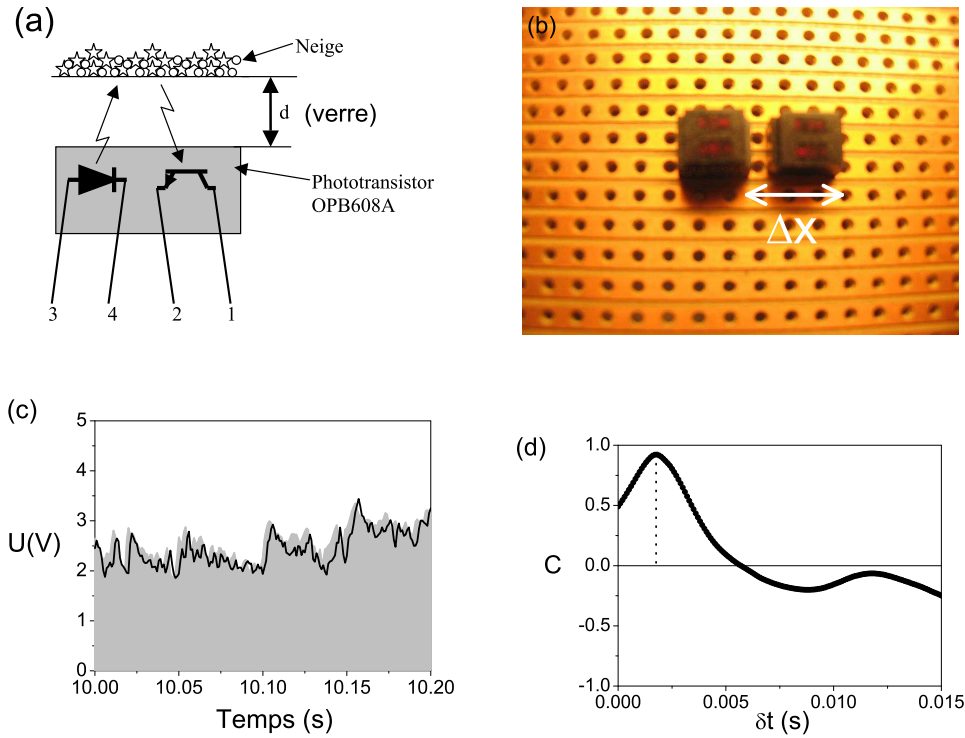 (a)
Neige
d (verre)
Phototransistor
OPB608A
3 4 2 1
(b)
Δx
(c)
5
4
3
2
1
0
U(V)
10.00 10.05 10.10 10.15 10.20
Temps (s)
(d)
1.0
0.5
0.0
-0.5
-1.0
C
0.000 0.005 0.010 0.015
δt (s)